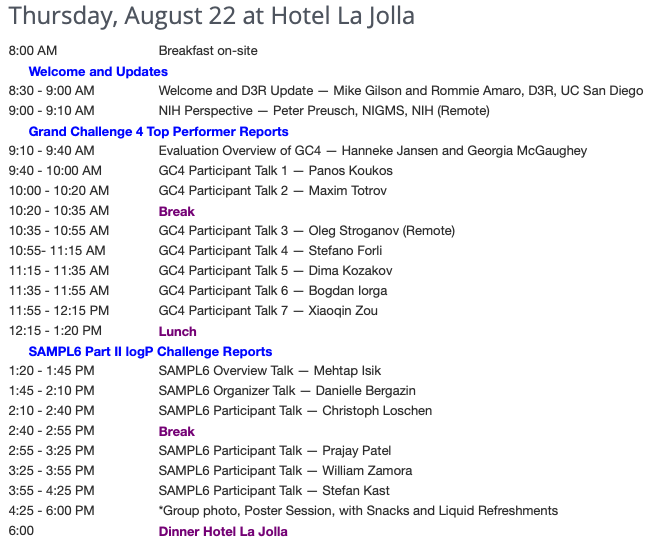 Thursday, August 22 at Hotel La Jolla
8:00 AM Breakfast on-site
Welcome and Updates
8:30 - 9:00 AM Welcome and D3R Update — Mike Gilson and Rommie Amaro, D3R, UC San Diego
9:00 - 9:10 AM NIH Perspective — Peter Preusch, NIGMS, NIH (Remote)
Grand Challenge 4 Top Performer Reports
9:10 - 9:40 AM Evaluation Overview of GC4 — Hanneke Jansen and Georgia McGaughey
9:40 - 10:00 AM GC4 Participant Talk 1 — Panos Koukos
10:00 - 10:20 AM GC4 Participant Talk 2 — Maxim Totrov
10:20 - 10:35 AM Break
10:35 - 10:55 AM GC4 Participant Talk 3 — Oleg Stroganov (Remote)
10:55- 11:15 AM GC4 Participant Talk 4 — Stefano Forli
11:15 - 11:35 AM GC4 Participant Talk 5 — Dima Kozakov
11:35 - 11:55 AM GC4 Participant Talk 6 — Bogdan Iorga
11:55 - 12:15 PM GC4 Participant Talk 7 — Xiaoqin Zou
12:15 - 1:20 PM Lunch
SAMPL6 Part II logP Challenge Reports
1:20 - 1:45 PM SAMPL6 Overview Talk — Mehtap Isik
1:45 - 2:10 PM SAMPL6 Organizer Talk — Danielle Bergazin
2:10 - 2:40 PM SAMPL6 Participant Talk — Christoph Loschen
2:40 - 2:55 PM Break
2:55 - 3:25 PM SAMPL6 Participant Talk — Prajay Patel
3:25 - 3:55 PM SAMPL6 Participant Talk — William Zamora
3:55 - 4:25 PM SAMPL6 Participant Talk — Stefan Kast
4:25 - 6:00 PM *Group photo, Poster Session, with Snacks and Liquid Refreshments
6:00 Dinner Hotel La Jolla